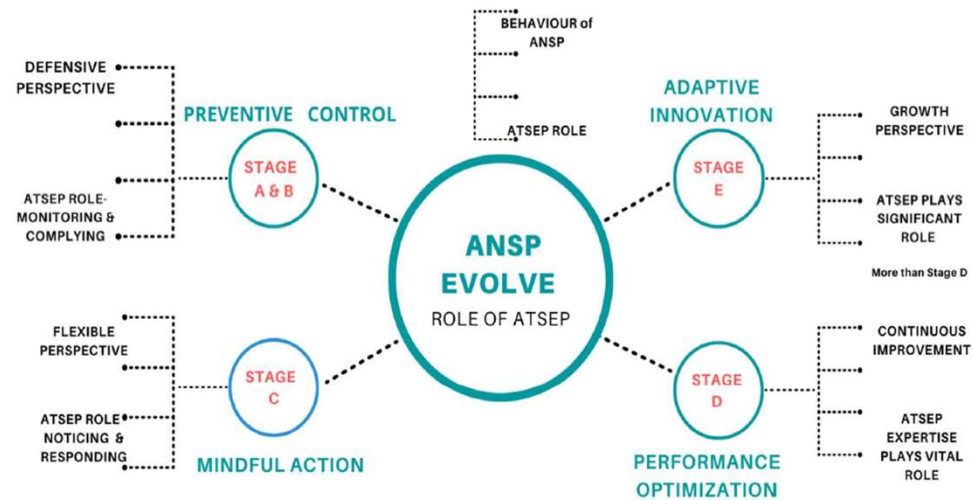 BEHAVIOUR of
ANSP
ATSEP ROLE
DEFENSIVE
PERSPECTIVE
ATSEP ROLE-
MONITORING &
COMPLYING
PREVENTIVE CONTROL
STAGE
A & B
ADAPTIVE
INNOVATION
STAGE
E
GROWTH
PERSPECTIVE
ATSEP PLAYS
SIGNIFICANT
ROLE
More than Stage D
ANSP
EVOLVE
ROLE OF ATSEP
FLEXIBLE
PERSPECTIVE
ATSEP ROLE
NOTICING &
RESPONDING
STAGE
C
MINDFUL ACTION
STAGE
D
PERFORMANCE
OPTIMIZATION
CONTINUOUS
IMPROVEMENT
ATSEP
EXPERTISE
PLAYS VITAL
ROLE